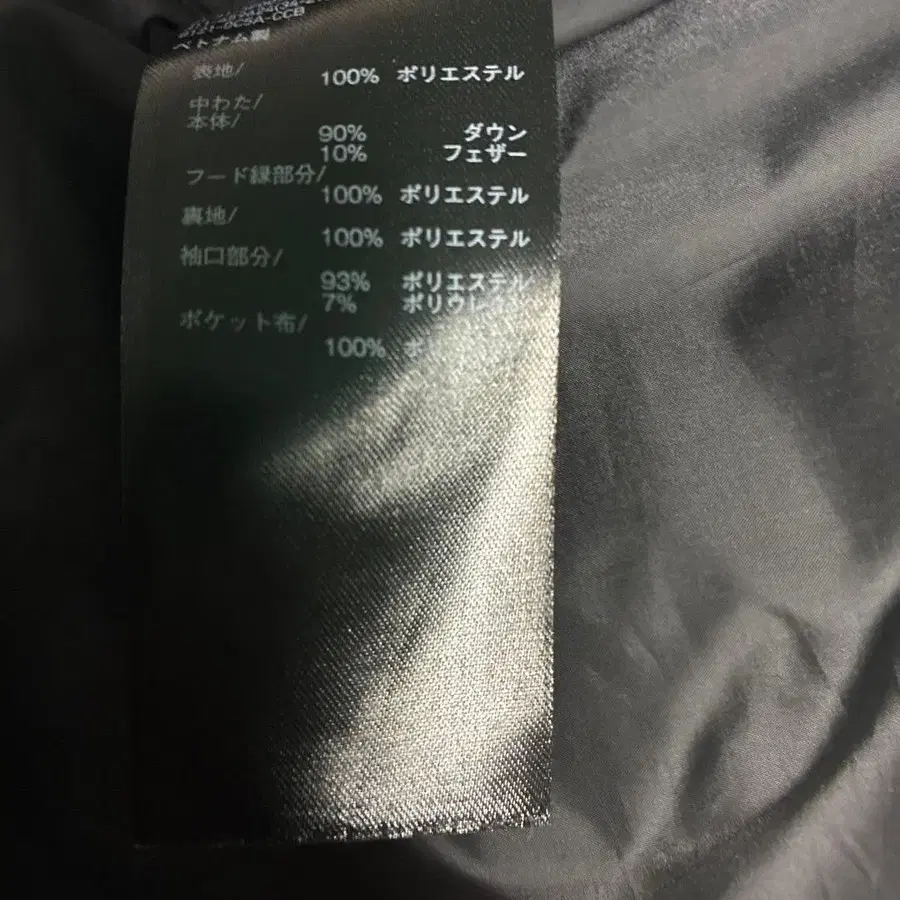 ベトナム製
表地/
100% ポリエステル
中わた/
本体/
90% ダウン
10% フェザー
フード縁部分/
100% ポリエステル
裏地/
100% ポリエステル
袖口部分/
93% ポリエステル
7%
ポケット布/
100%